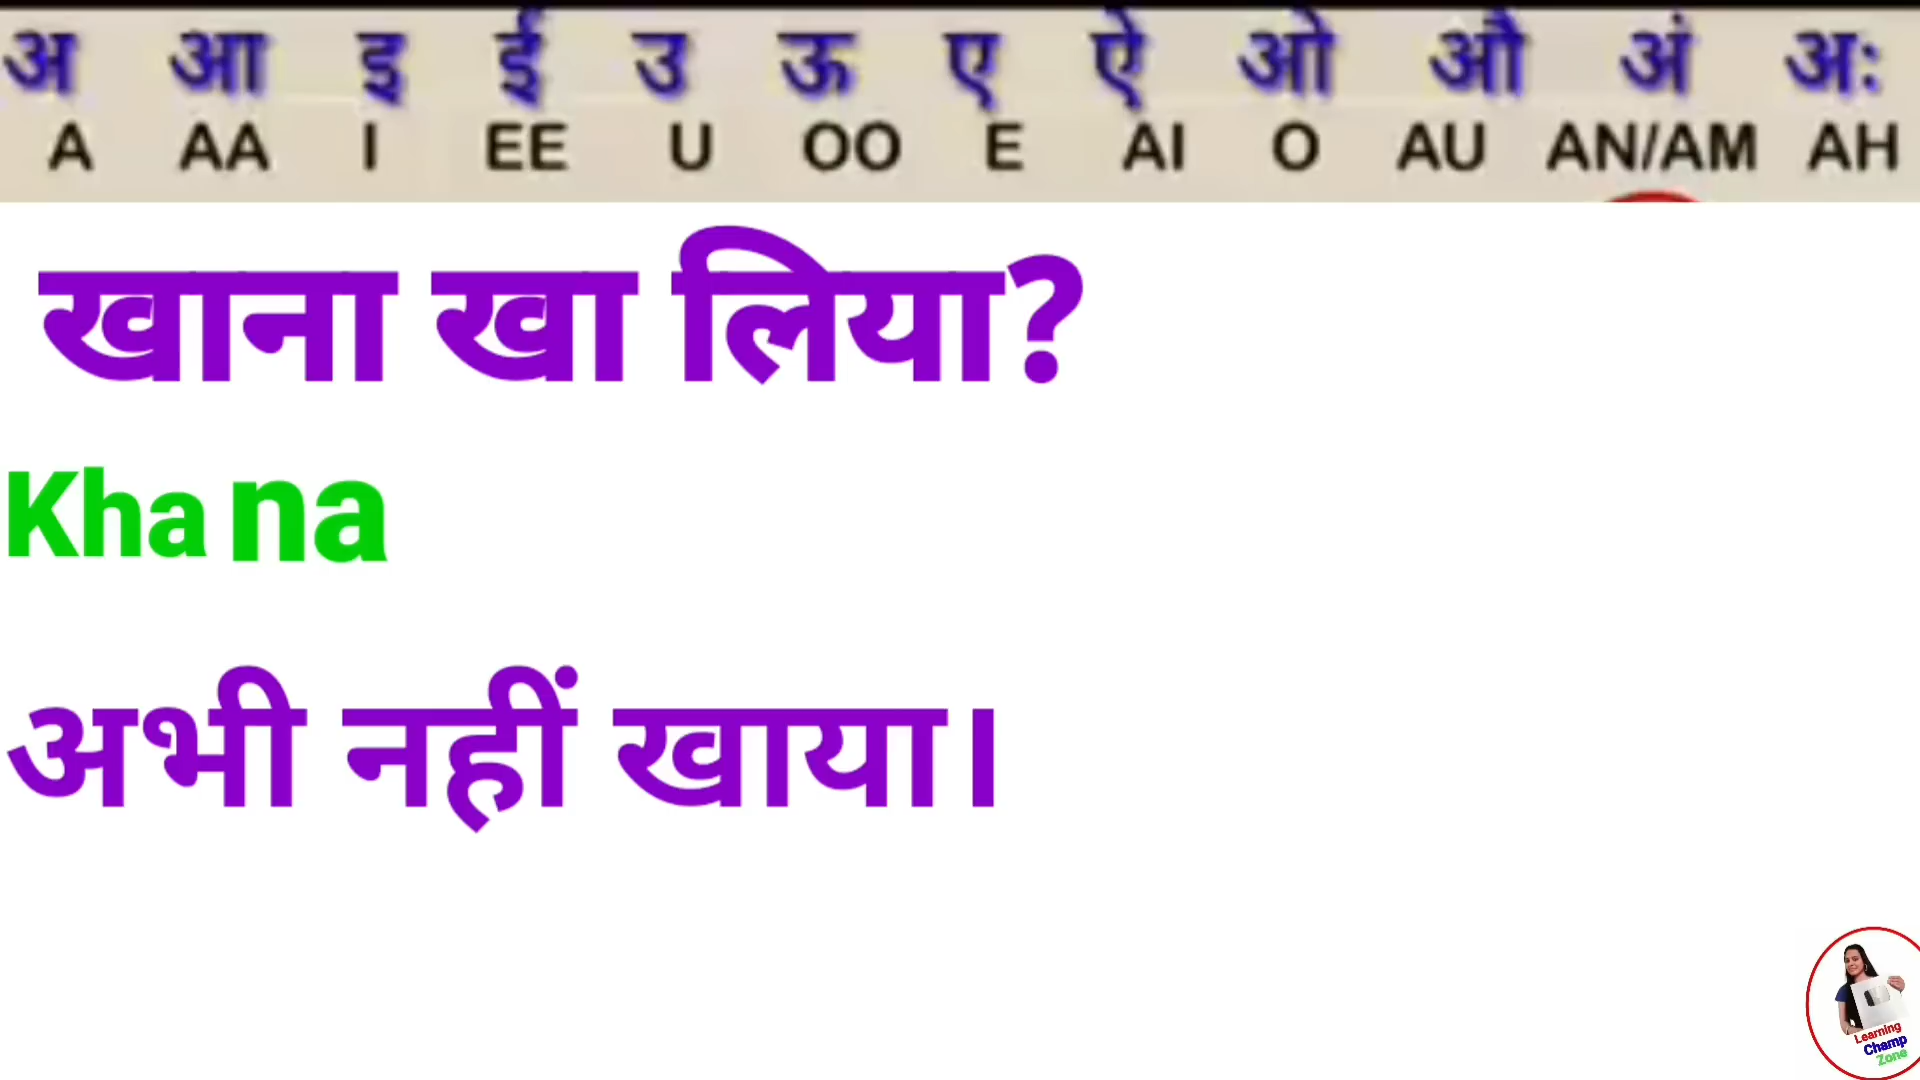 अ आ इ ई उ ऊ ए ऐ ओ औ अं अः
A AA I EE U OO E AI O AU AN/AM AH
खाना खा लिया?
Kha na
अभी नहीं खाया।
Learning
Champ
Zone